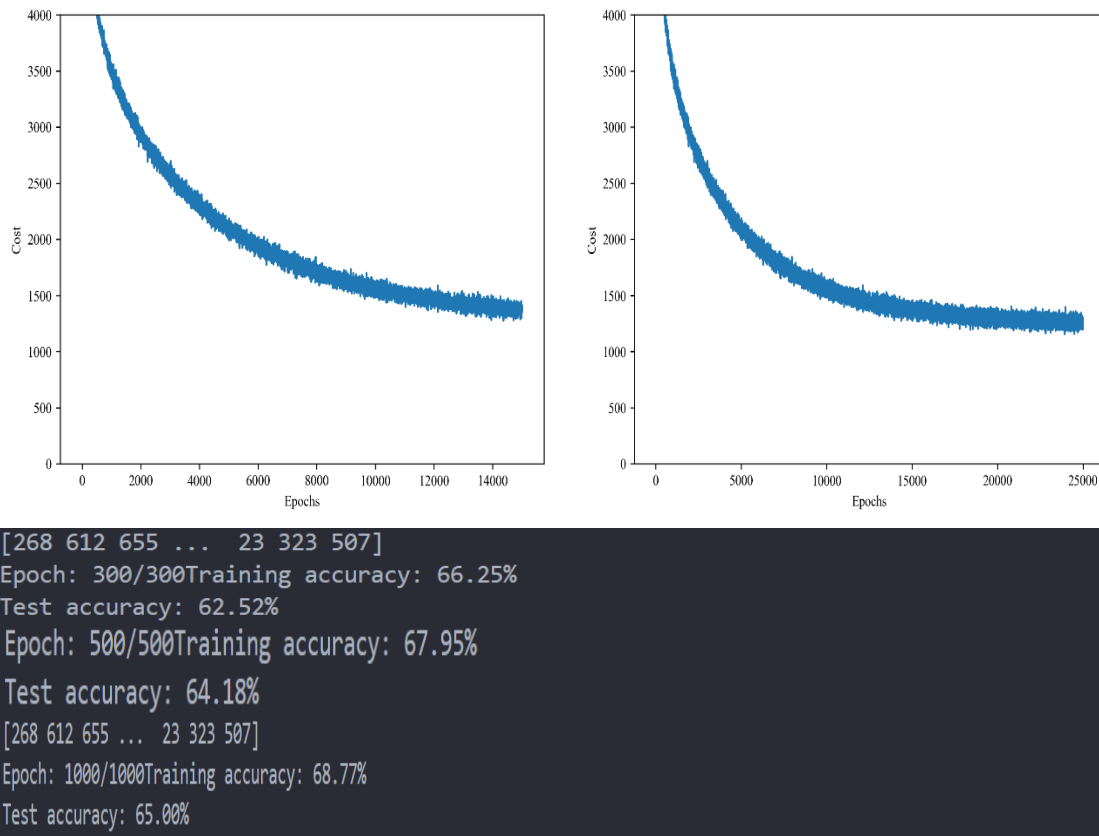 4000
3500
3000
2500
2000
1500
1000
500
0
Cost
0 2000 4000 6000 8000 10000 12000 14000
Epochs
4000
3500
3000
2500
2000
1500
1000
500
0
Cost
0 5000 10000 15000 20000 25000
Epochs
[268 612 655 ...  23 323 507]
Epoch: 300/300Training accuracy: 66.25%
Test accuracy: 62.52%
Epoch: 500/500Training accuracy: 67.95%
Test accuracy: 64.18%
[268 612 655 ...  23 323 507]
Epoch: 1000/1000Training accuracy: 68.77%
Test accuracy: 65.00%